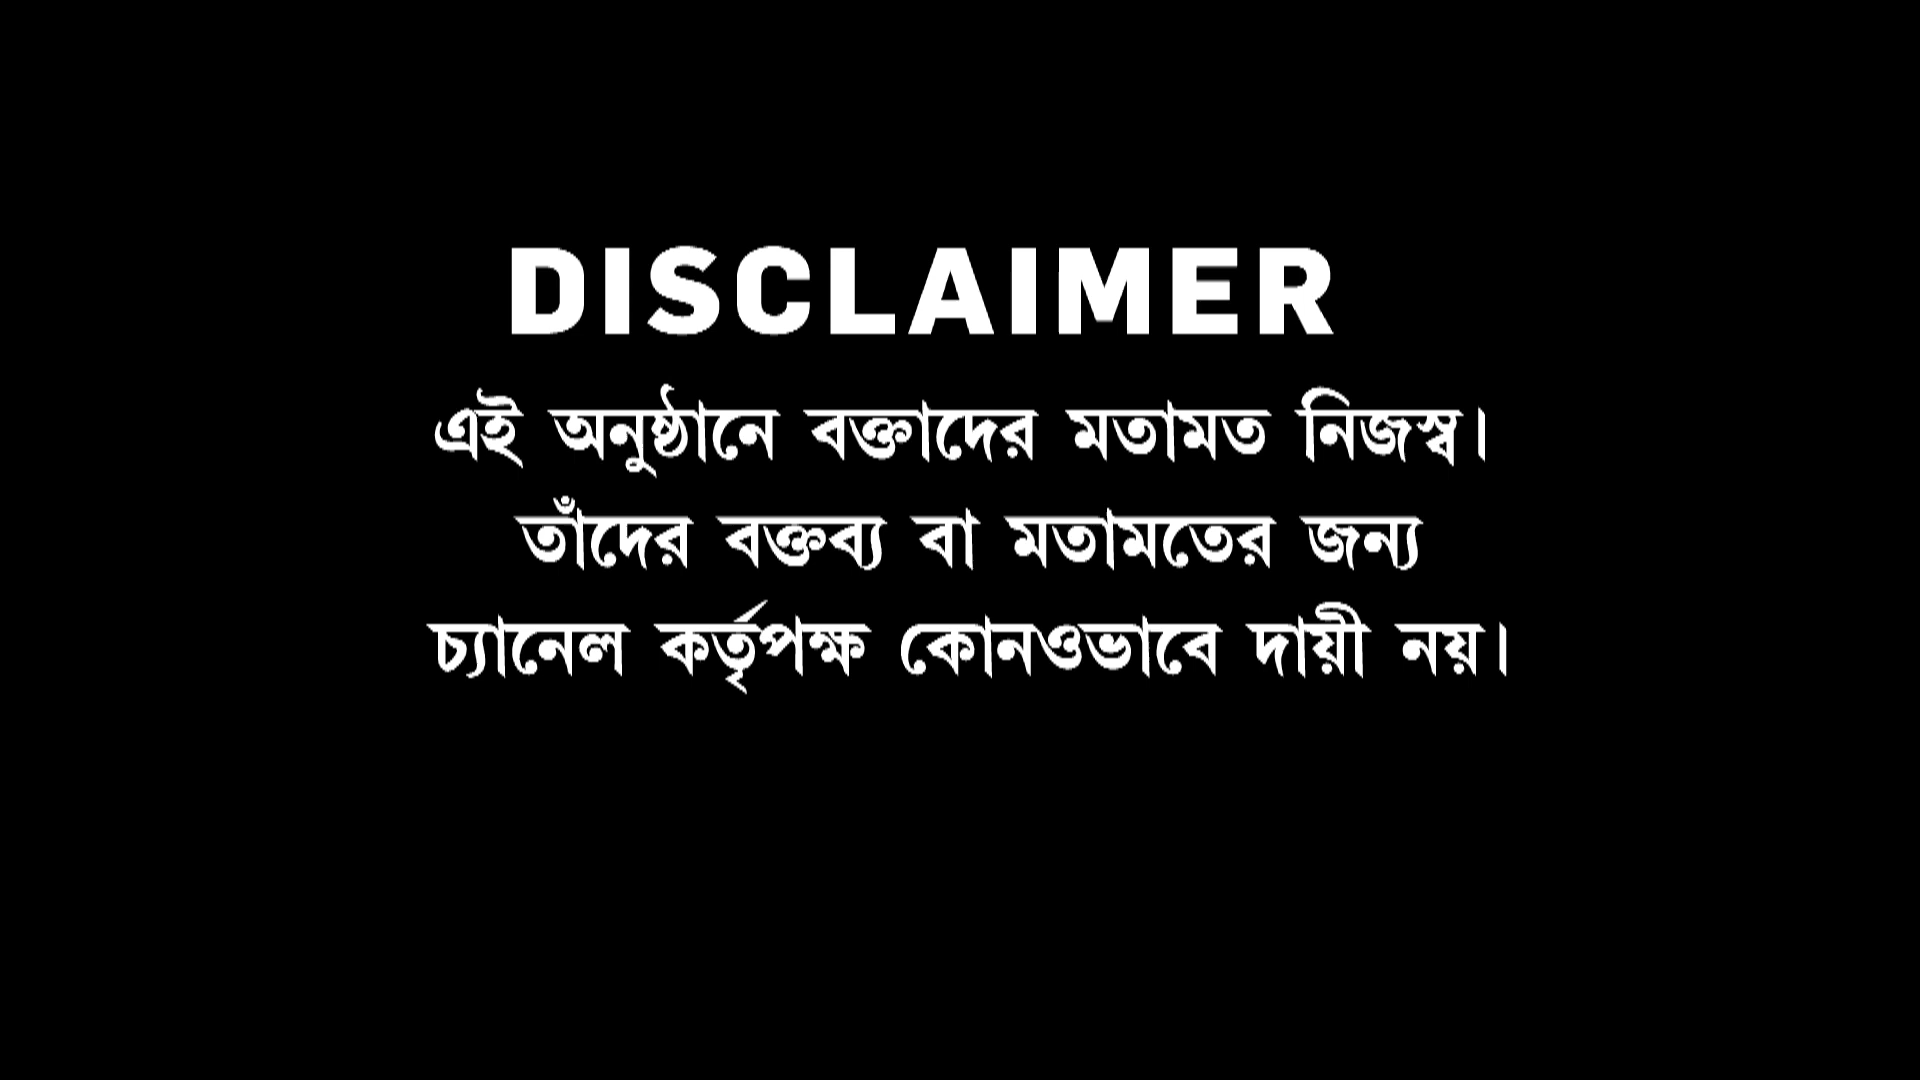 DISCLAIMER
এই অনুষ্ঠানে বক্তাদের মতামত নিজস্ব।
তাঁদের বক্তব্য বা মতামতের জন্য
চ্যানেল কর্তৃপক্ষ কোনওভাবে দায়ী নয়।